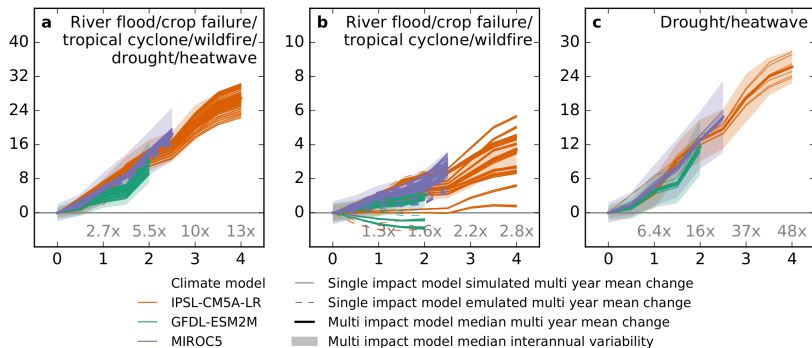 a River flood/crop failure/
tropical cyclone/wildfire/
drought/heatwave
40
32
24
16
8
0
2.7x 5.5x 10x 13x
0 1 2 3 4
b River flood/crop failure/
tropical cyclone/wildfire
10
8
6
4
2
0
1.3x 1.6x 2.2x 2.8x
0 1 2 3 4
c Drought/heatwave
30
24
18
12
6
0
6.4x 16x 37x 48x
0 1 2 3 4
Climate model
IPSL-CM5A-LR
GFDL-ESM2M
MIROC5
Single impact model simulated multi year mean change
Single impact model emulated multi year mean change
Multi impact model median multi year mean change
Multi impact model median interannual variability